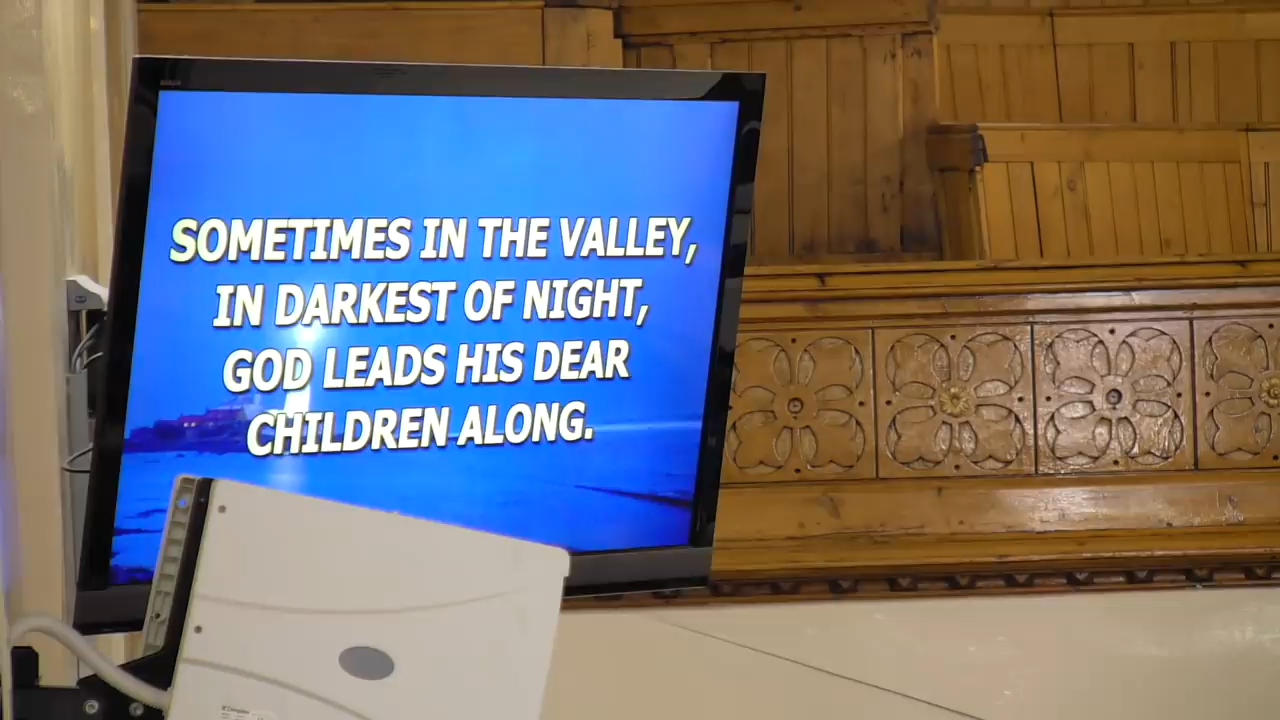 SOMETIMES IN THE VALLEY,
IN DARKEST OF NIGHT,
GOD LEADS HIS DEAR
CHILDREN ALONG.